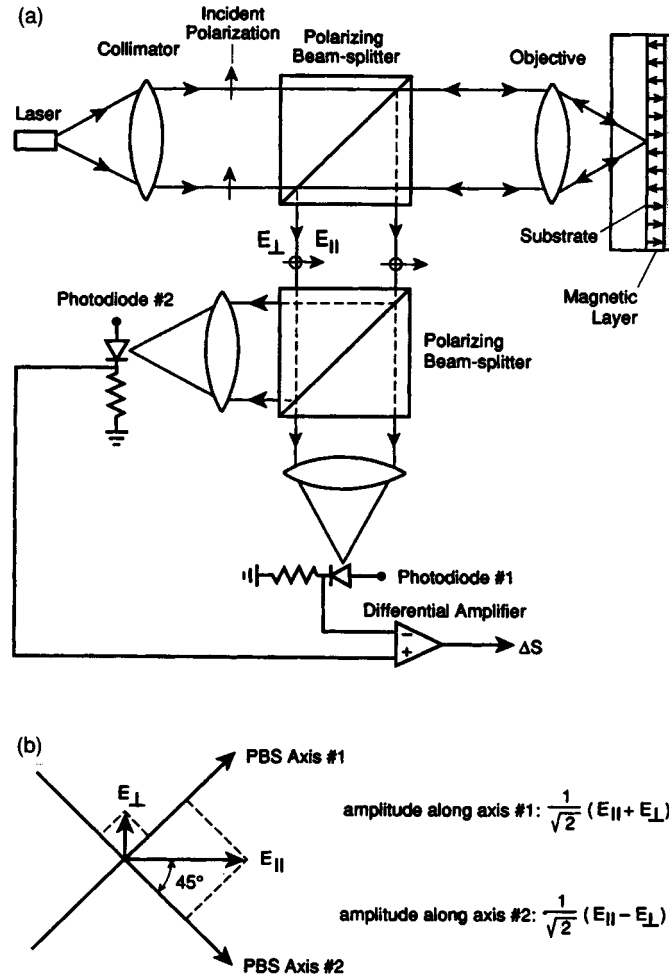 (a)
Incident
Polarization
Collimator
Polarizing
Beam-splitter
Objective
Laser
E⊥
E||
Substrate
Magnetic
Layer
Photodiode #2
Polarizing
Beam-splitter
Photodiode #1
Differential Amplifier
−
+
ΔS
(b)
PBS Axis #1
E⊥
E||
45°
PBS Axis #2
amplitude along axis #1: 1/√2 (E|| + E⊥)
amplitude along axis #2: 1/√2 (E|| − E⊥)